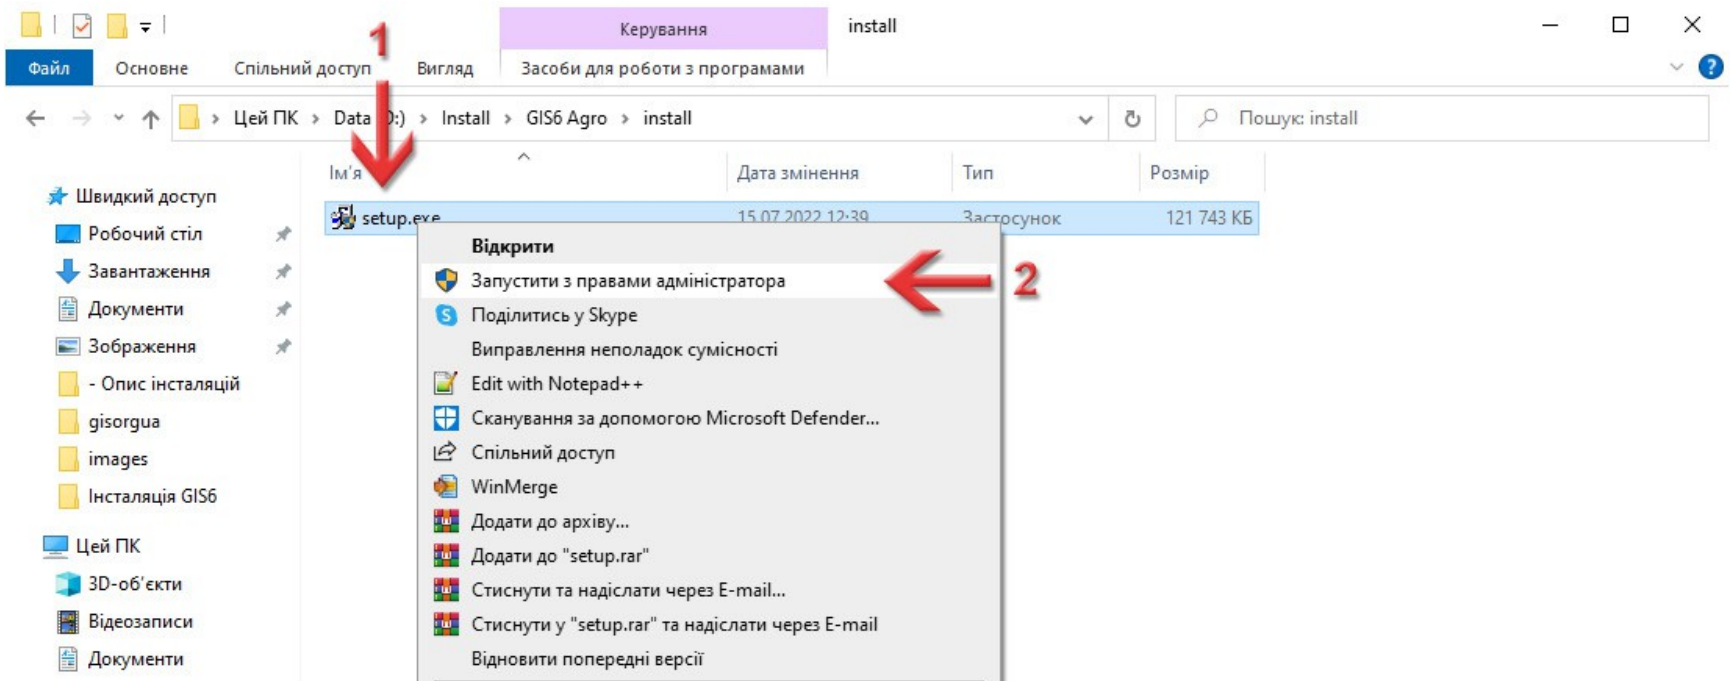 1
Керування
install
Файл
Основне
Спільний доступ
Вигляд
Засоби для роботи з програмами
Цей ПК > Data D:) > Install > GIS6 Agro > install
Пошук: install
Ім'я
Дата змінення
Тип
Розмір
setup.exe
15.07.2022 12:39
Застосунок
121 743 КБ
Швидкий доступ
Робочий стіл
Завантаження
Документи
Зображення
- Опис інсталяцій
gisorgua
images
Інсталяція GIS6
Цей ПК
3D-об'єкти
Відеозаписи
Документи
Відкрити
Запустити з правами адміністратора
2
Поділитись у Skype
Виправлення неполадок сумісності
Edit with Notepad++
Сканування за допомогою Microsoft Defender...
Спільний доступ
WinMerge
Додати до архіву...
Додати до "setup.rar"
Стиснути та надіслати через E-mail...
Стиснути у "setup.rar" та надіслати через E-mail
Відновити попередні версії